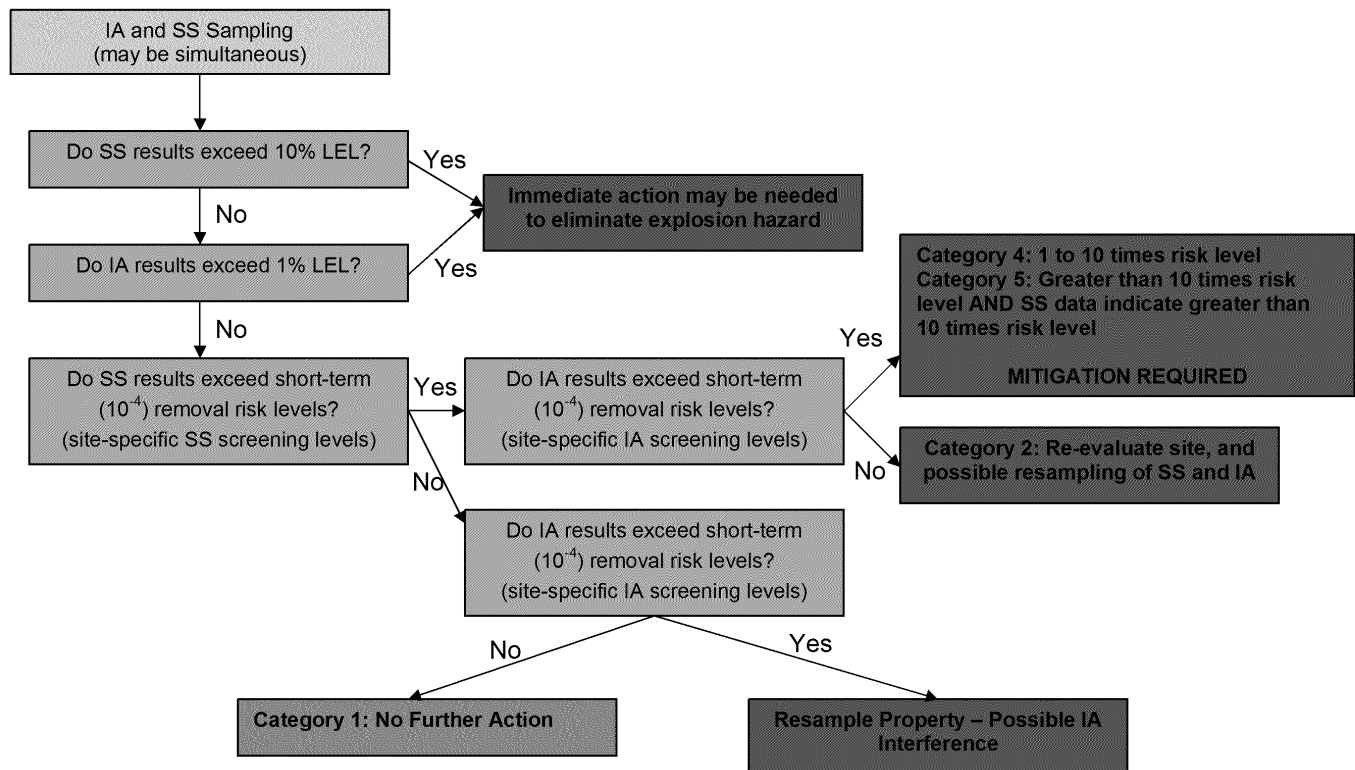 IA and SS Sampling
(may be simultaneous)
Do SS results exceed 10% LEL?
Yes
Immediate action may be needed
to eliminate explosion hazard
No
Do IA results exceed 1% LEL?
Yes
No
Do SS results exceed short-term
(10⁻⁴) removal risk levels?
(site-specific SS screening levels)
Yes
Do IA results exceed short-term
(10⁻⁴) removal risk levels?
(site-specific IA screening levels)
Yes
Category 4: 1 to 10 times risk level
Category 5: Greater than 10 times risk
level AND SS data indicate greater than
10 times risk level
MITIGATION REQUIRED
No
Category 2: Re-evaluate site, and
possible resampling of SS and IA
No
Do IA results exceed short-term
(10⁻⁴) removal risk levels?
(site-specific IA screening levels)
No
Yes
Category 1: No Further Action
Resample Property – Possible IA
Interference